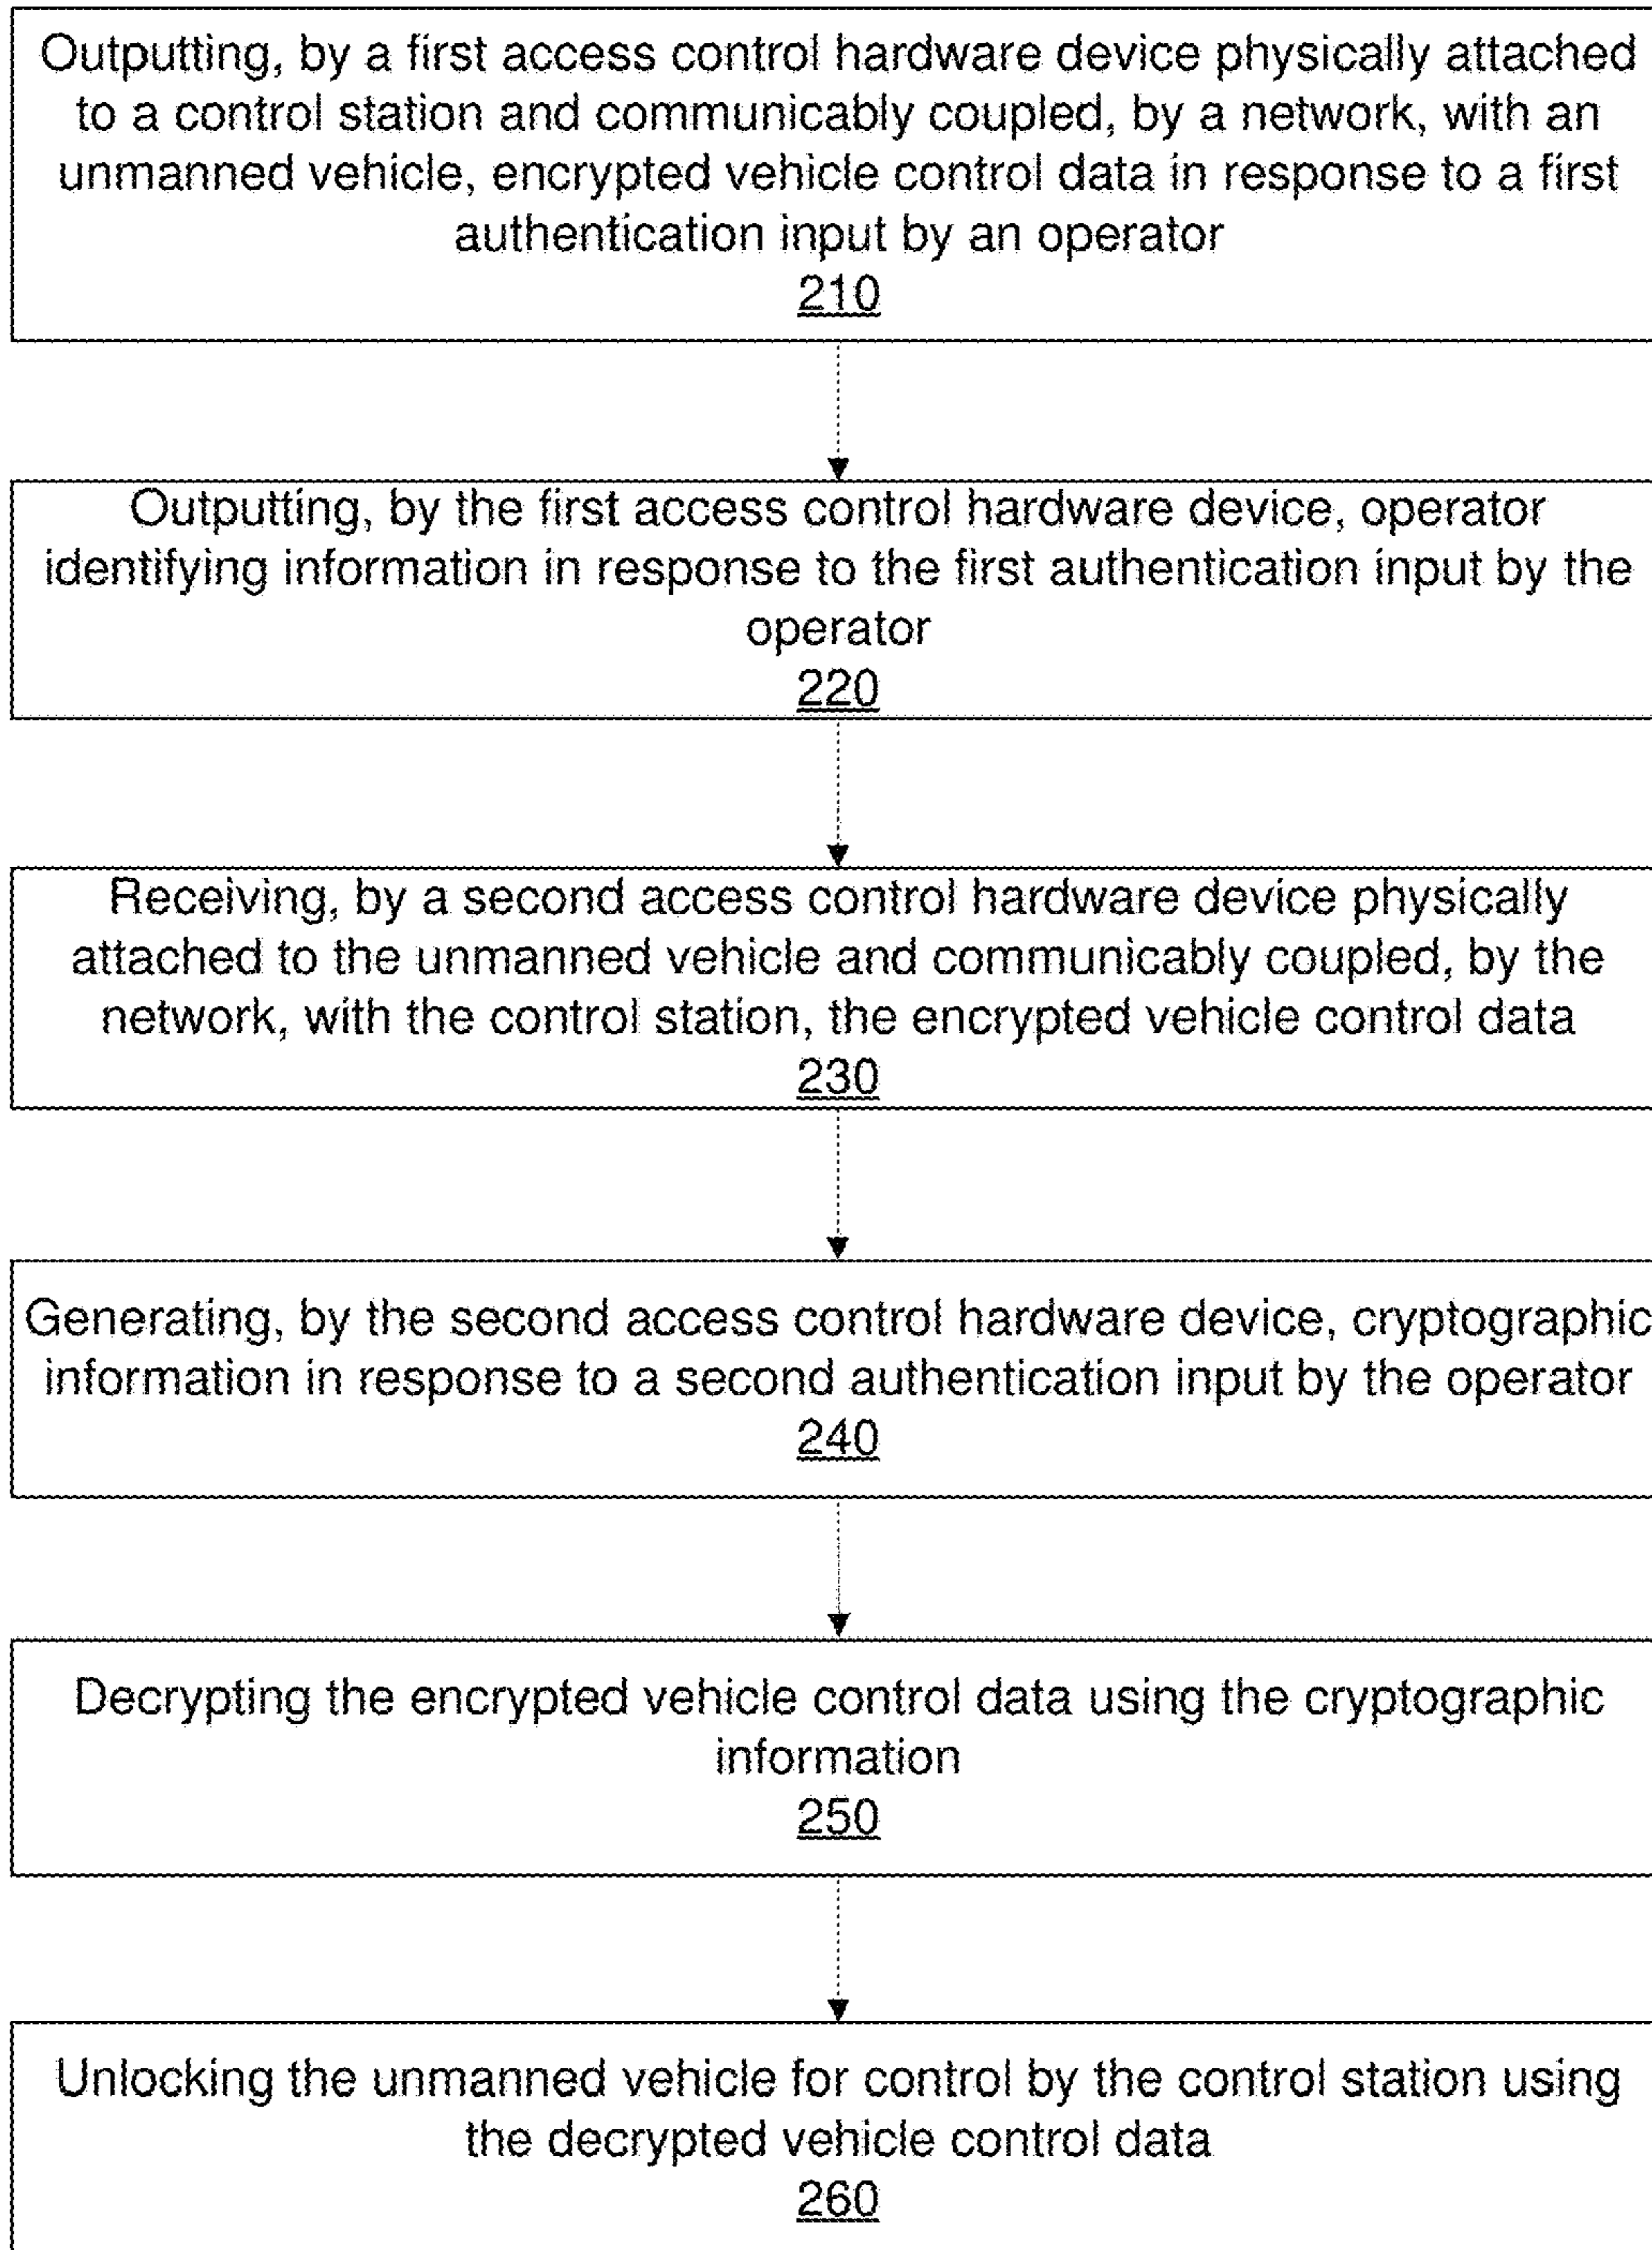 Outputting, by a first access control hardware device physically attached
to a control station and communicably coupled, by a network, with an
unmanned vehicle, encrypted vehicle control data in response to a first
authentication input by an operator
210
Outputting, by the first access control hardware device, operator
identifying information in response to the first authentication input by the
operator
220
Receiving, by a second access control hardware device physically
attached to the unmanned vehicle and communicably coupled, by the
network, with the control station, the encrypted vehicle control data
230
Generating, by the second access control hardware device, cryptographic
information in response to a second authentication input by the operator
240
Decrypting the encrypted vehicle control data using the cryptographic
information
250
Unlocking the unmanned vehicle for control by the control station using
the decrypted vehicle control data
260